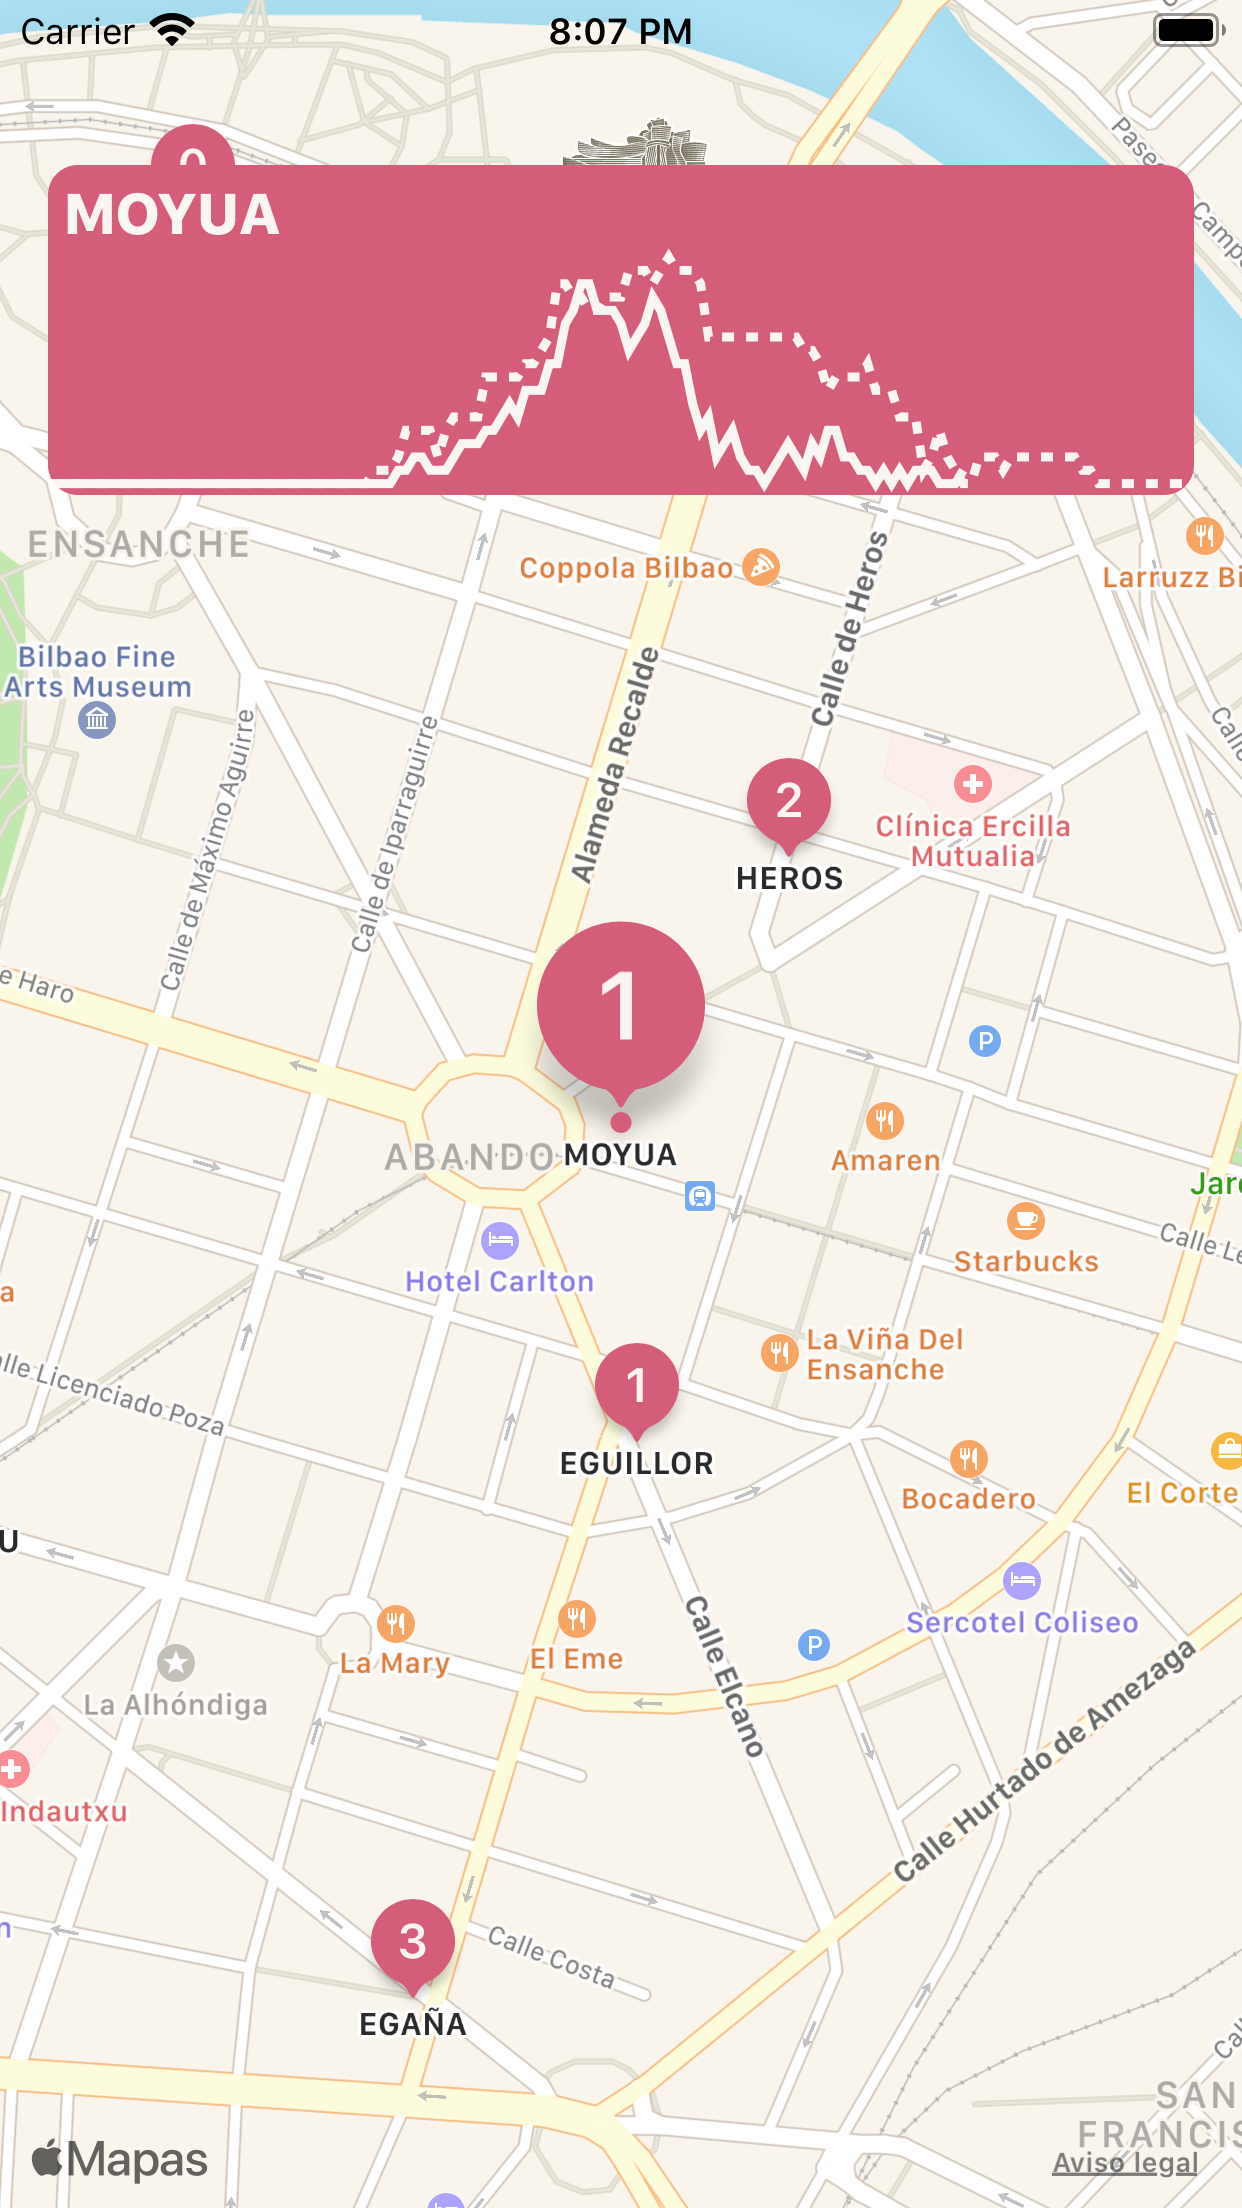 Carrier
8:07 PM
0
MOYUA
ENSANCHE
Coppola Bilbao
Larruzz Bi
Calle de Heros
Bilbao Fine
Arts Museum
Alameda Recalde
Calle de Máximo Aguirre
Calle de Iparraguirre
2
HEROS
Clínica Ercilla
Mutualia
e Haro
1
P
ABANDO
MOYUA
Amaren
Jar
Starbucks
Calle Le
Hotel Carlton
a
La Viña Del
Ensanche
1
EGUILLOR
alle Licenciado Poza
Bocadero
El Corte
U
Sercotel Coliseo
La Mary
El Eme
P
Calle Elcano
La Alhóndiga
Calle Hurtado de Amezaga
Indautxu
3
EGAÑA
Calle Costa
n
SAN
FRANCIS
Mapas
Aviso legal